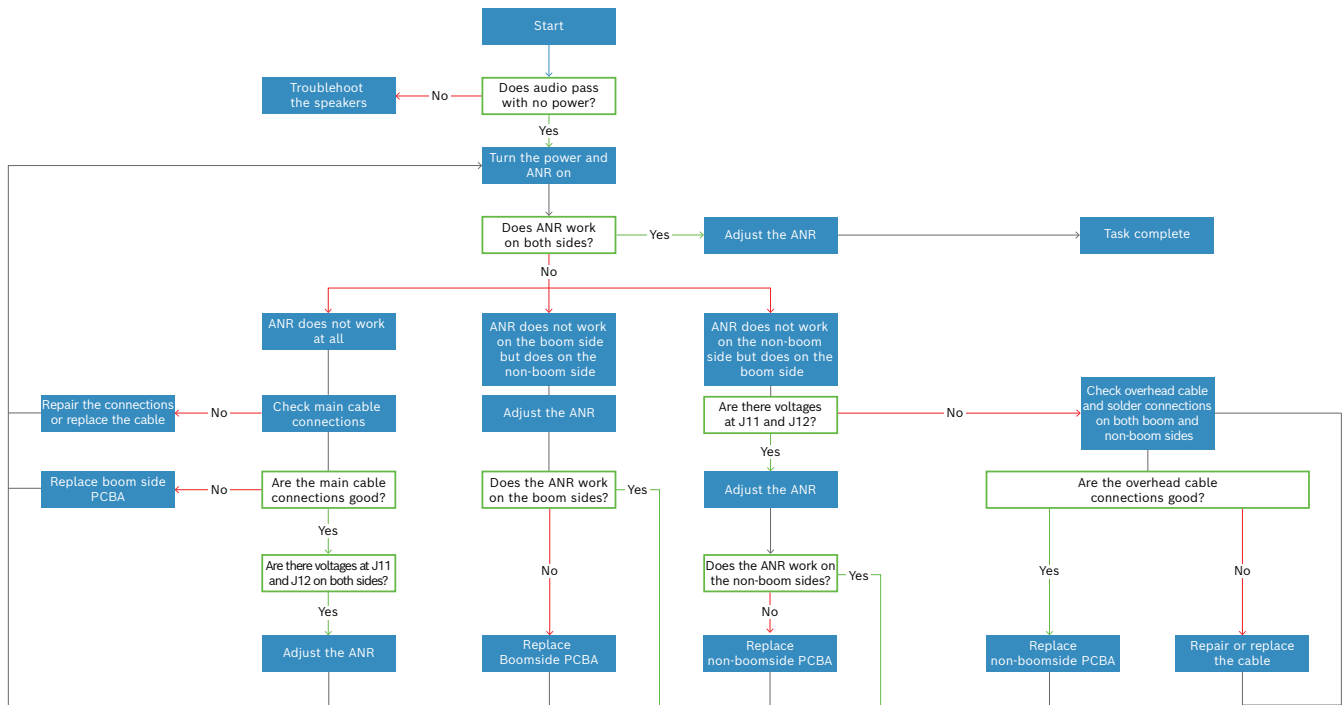 Start
Troublehoot
the speakers
No
Does audio pass
with no power?
Yes
Turn the power and
ANR on
Does ANR work
on both sides?
Yes
Adjust the ANR
Task complete
No
ANR does not work
at all
ANR does not work
on the boom side
but does on the
non-boom side
ANR does not work
on the non-boom
side but does on the
boom side
Repair the connections
or replace the cable
No
Check main cable
connections
Adjust the ANR
Are there voltages
at J11 and J12?
No
Check overhead cable
and solder connections
on both boom and
non-boom sides
Yes
Replace boom side
PCBA
No
Are the main cable
connections good?
Does the ANR work
on the boom sides?
Yes
Adjust the ANR
Are the overhead cable
connections good?
Yes
Are there voltages at J11
and J12 on both sides?
No
Does the ANR work on
the non-boom sides?
Yes
Yes
No
Yes
No
Adjust the ANR
Replace
Boomside PCBA
Replace
non-boomside PCBA
Replace
non-boomside PCBA
Repair or replace
the cable